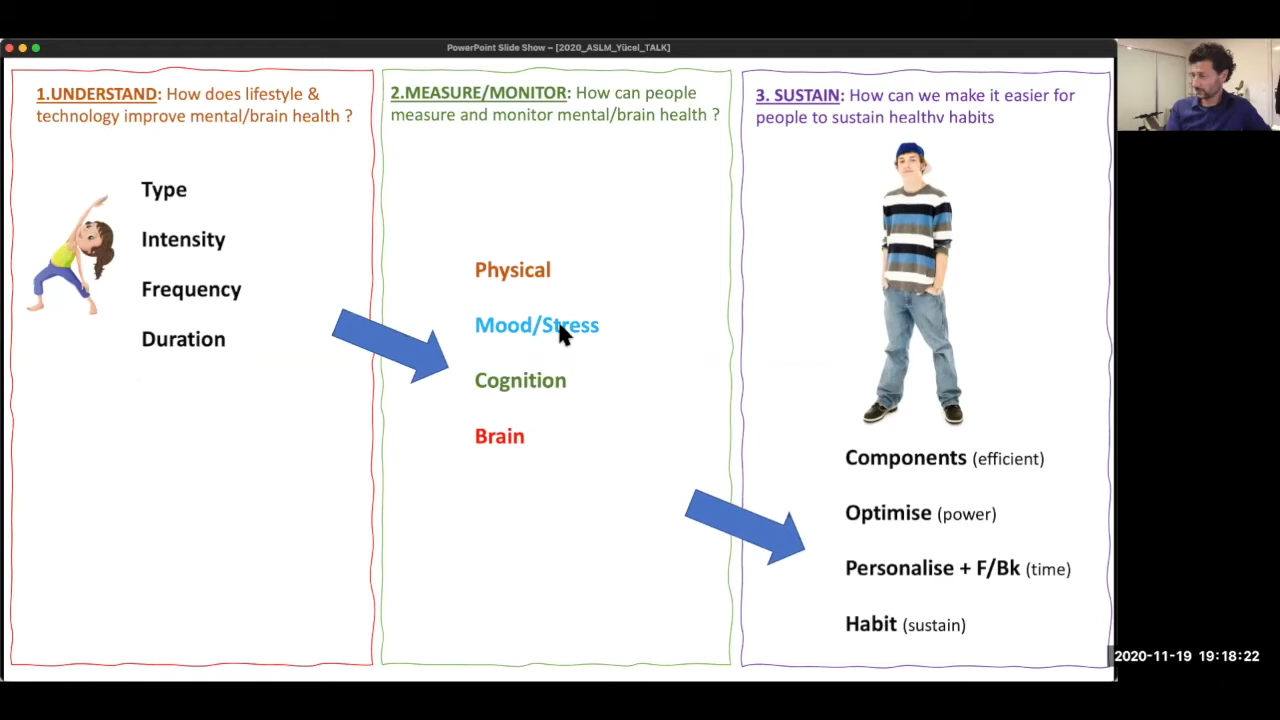 PowerPoint Slide Show – [2020_ASLM_Yücel_TALK]
1.UNDERSTAND: How does lifestyle &
technology improve mental/brain health ?
Type
Intensity
Frequency
Duration
2.MEASURE/MONITOR: How can people
measure and monitor mental/brain health ?
Physical
Mood/Stress
Cognition
Brain
3. SUSTAIN: How can we make it easier for
people to sustain healthy habits
Components (efficient)
Optimise (power)
Personalise + F/Bk (time)
Habit (sustain)
2020-11-19 19:18:22